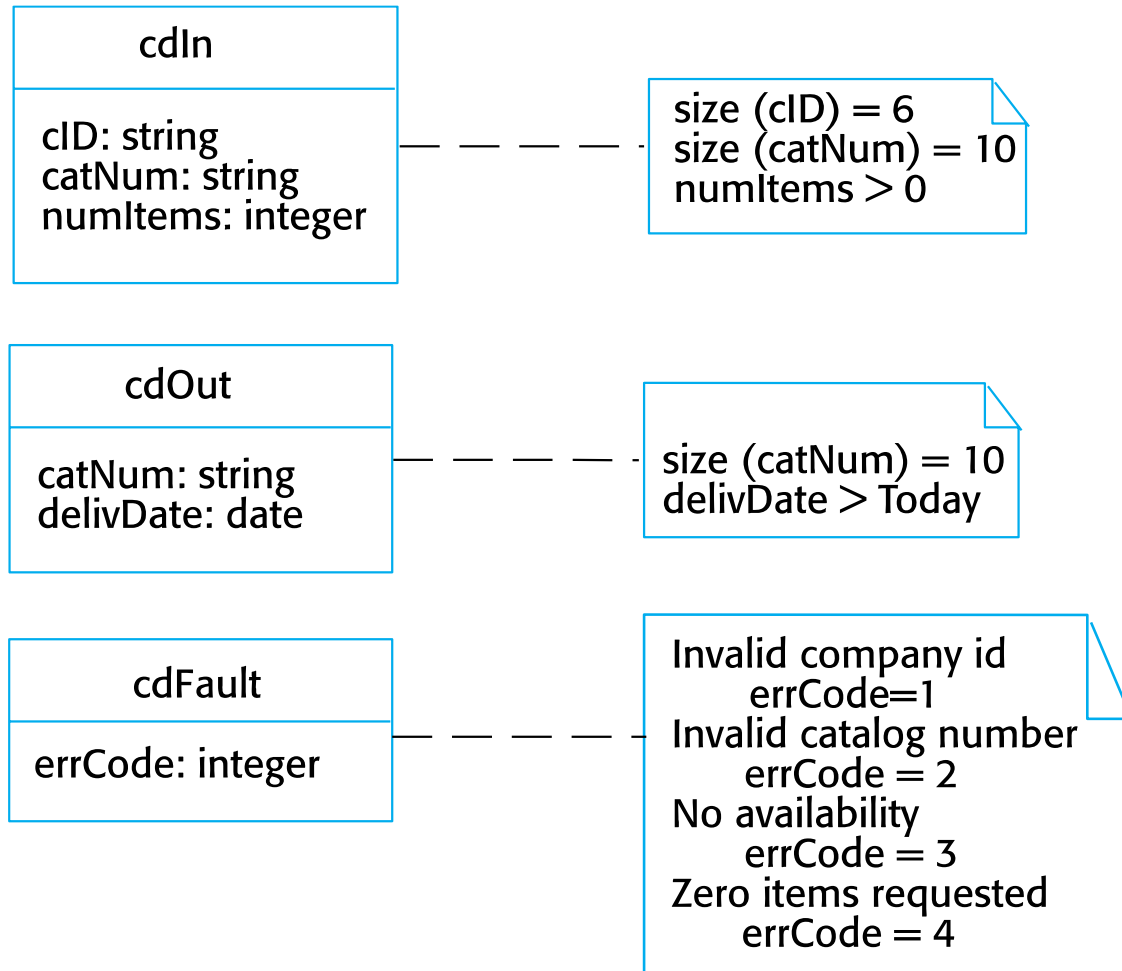 cdIn
cID: string
catNum: string
numItems: integer
size (cID) = 6
size (catNum) = 10
numItems > 0
cdOut
catNum: string
delivDate: date
size (catNum) = 10
delivDate > Today
cdFault
errCode: integer
Invalid company id
errCode=1
Invalid catalog number
errCode = 2
No availability
errCode = 3
Zero items requested
errCode = 4